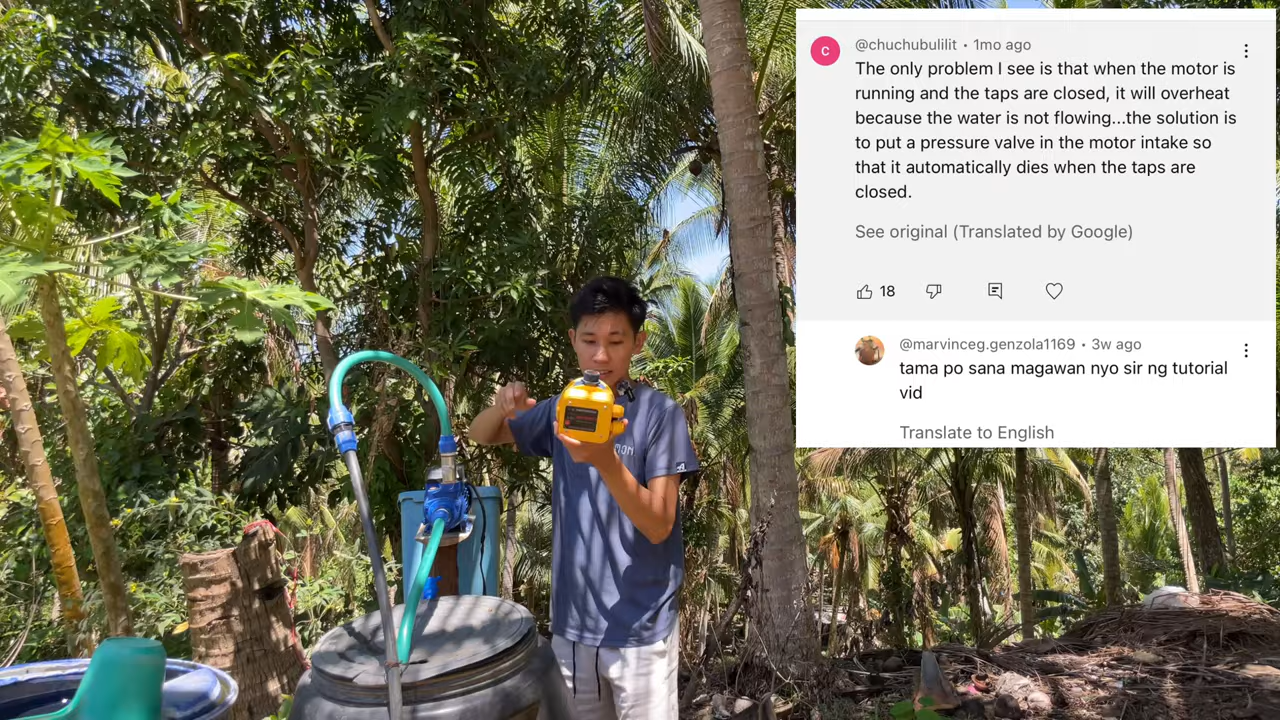 @chuchubulilit • 1mo ago
The only problem I see is that when the motor is
running and the taps are closed, it will overheat
because the water is not flowing...the solution is
to put a pressure valve in the motor intake so
that it automatically dies when the taps are
closed.
See original (Translated by Google)
18
@marvinceg.genzola1169 • 3w ago
tama po sana magawan nyo sir ng tutorial
vid
Translate to English
C